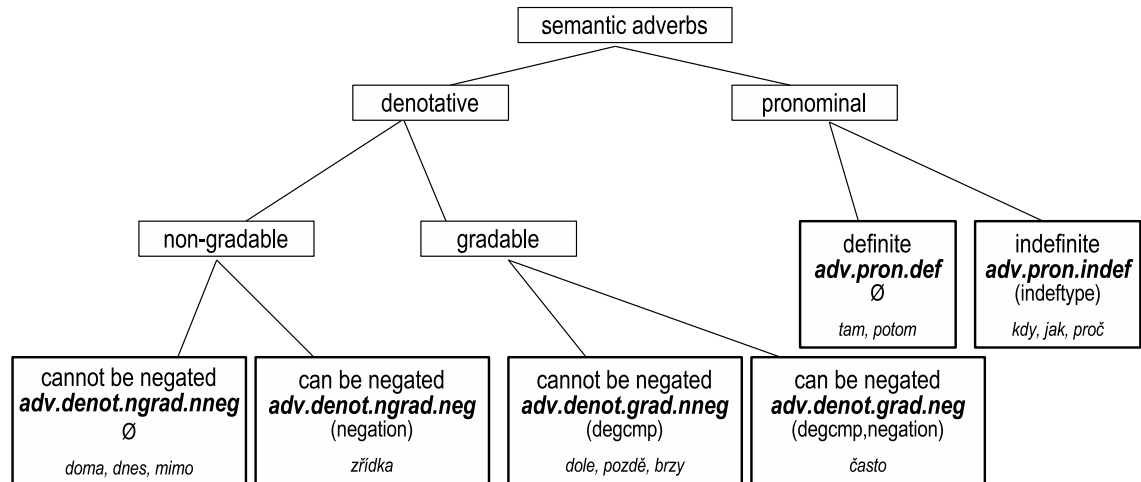 semantic adverbs
denotative
pronominal
non-gradable
gradable
definite
adv.pron.def
Ø
tam, potom
indefinite
adv.pron.indef
(indeftype)
kdy, jak, proč
cannot be negated
adv.denot.ngrad.nneg
Ø
doma, dnes, mimo
can be negated
adv.denot.ngrad.neg
(negation)
zřídka
cannot be negated
adv.denot.grad.nneg
(degcmp)
dole, pozdě, brzy
can be negated
adv.denot.grad.neg
(degcmp,negation)
často